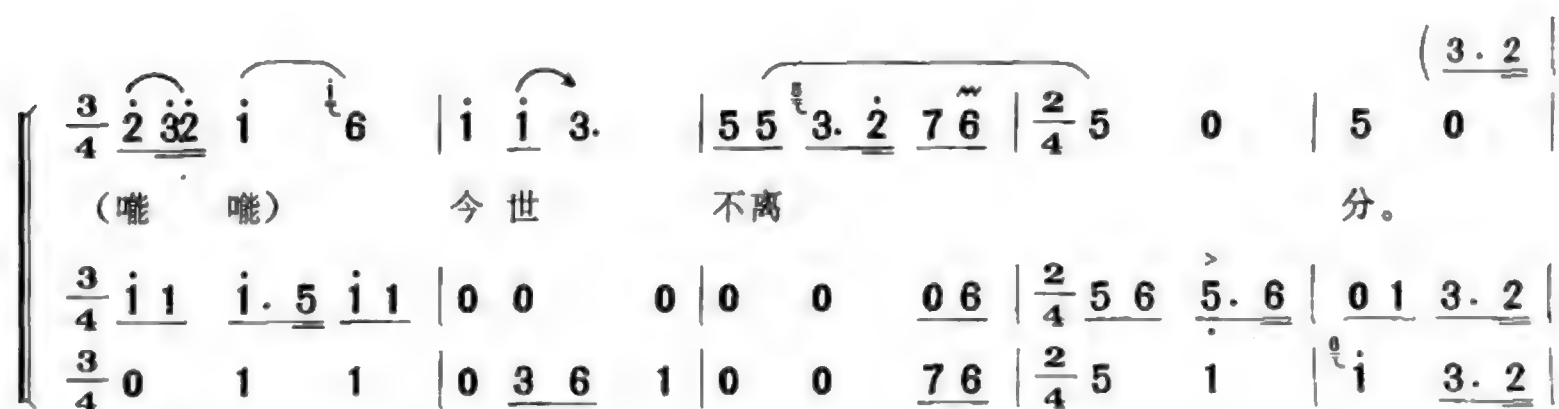 (3. 2 |
3/4 2 32 i 6 | i i 3. | 5 5 3. 2 7 6 | 2/4 5 0 | 5 0 |
(嚨 嚨) 今 世 不 离 分。
3/4 i 1 i. 5 i 1 | 0 0 0 | 0 0 0 6 | 2/4 5 6 5. 6 | 0 1 3. 2 |
3/4 0 1 1 | 0 3 6 1 | 0 0 7 6 | 2/4 5 1 | i 3. 2 |